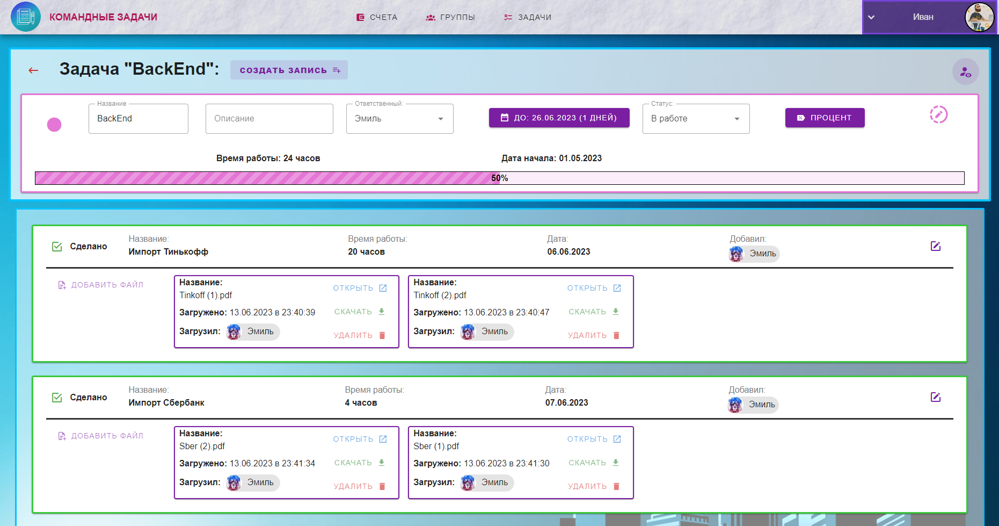 КОМАНДНЫЕ ЗАДАЧИ
СЧЕТА ГРУППЫ ЗАДАЧИ
Иван
Задача "BackEnd":
СОЗДАТЬ ЗАПИСЬ
Название
BackEnd
Описание
Ответственный:
Эмиль
ДО: 26.06.2023 (1 ДНЕЙ)
Статус:
В работе
ПРОЦЕНТ
Время работы: 24 часов
Дата начала: 01.05.2023
50%
Сделано
Название:
Импорт Тинькофф
Время работы:
20 часов
Дата:
06.06.2023
Добавил:
Эмиль
ДОБАВИТЬ ФАЙЛ
Название:
Tinkoff (1).pdf
Загружено: 13.06.2023 в 23:40:39
Загрузил: Эмиль
ОТКРЫТЬ
СКАЧАТЬ
УДАЛИТЬ
Название:
Tinkoff (2).pdf
Загружено: 13.06.2023 в 23:40:47
Загрузил: Эмиль
ОТКРЫТЬ
СКАЧАТЬ
УДАЛИТЬ
Сделано
Название:
Импорт Сбербанк
Время работы:
4 часов
Дата:
07.06.2023
Добавил:
Эмиль
ДОБАВИТЬ ФАЙЛ
Название:
Sber (2).pdf
Загружено: 13.06.2023 в 23:41:34
Загрузил: Эмиль
ОТКРЫТЬ
СКАЧАТЬ
УДАЛИТЬ
Название:
Sber (1).pdf
Загружено: 13.06.2023 в 23:41:30
Загрузил: Эмиль
ОТКРЫТЬ
СКАЧАТЬ
УДАЛИТЬ